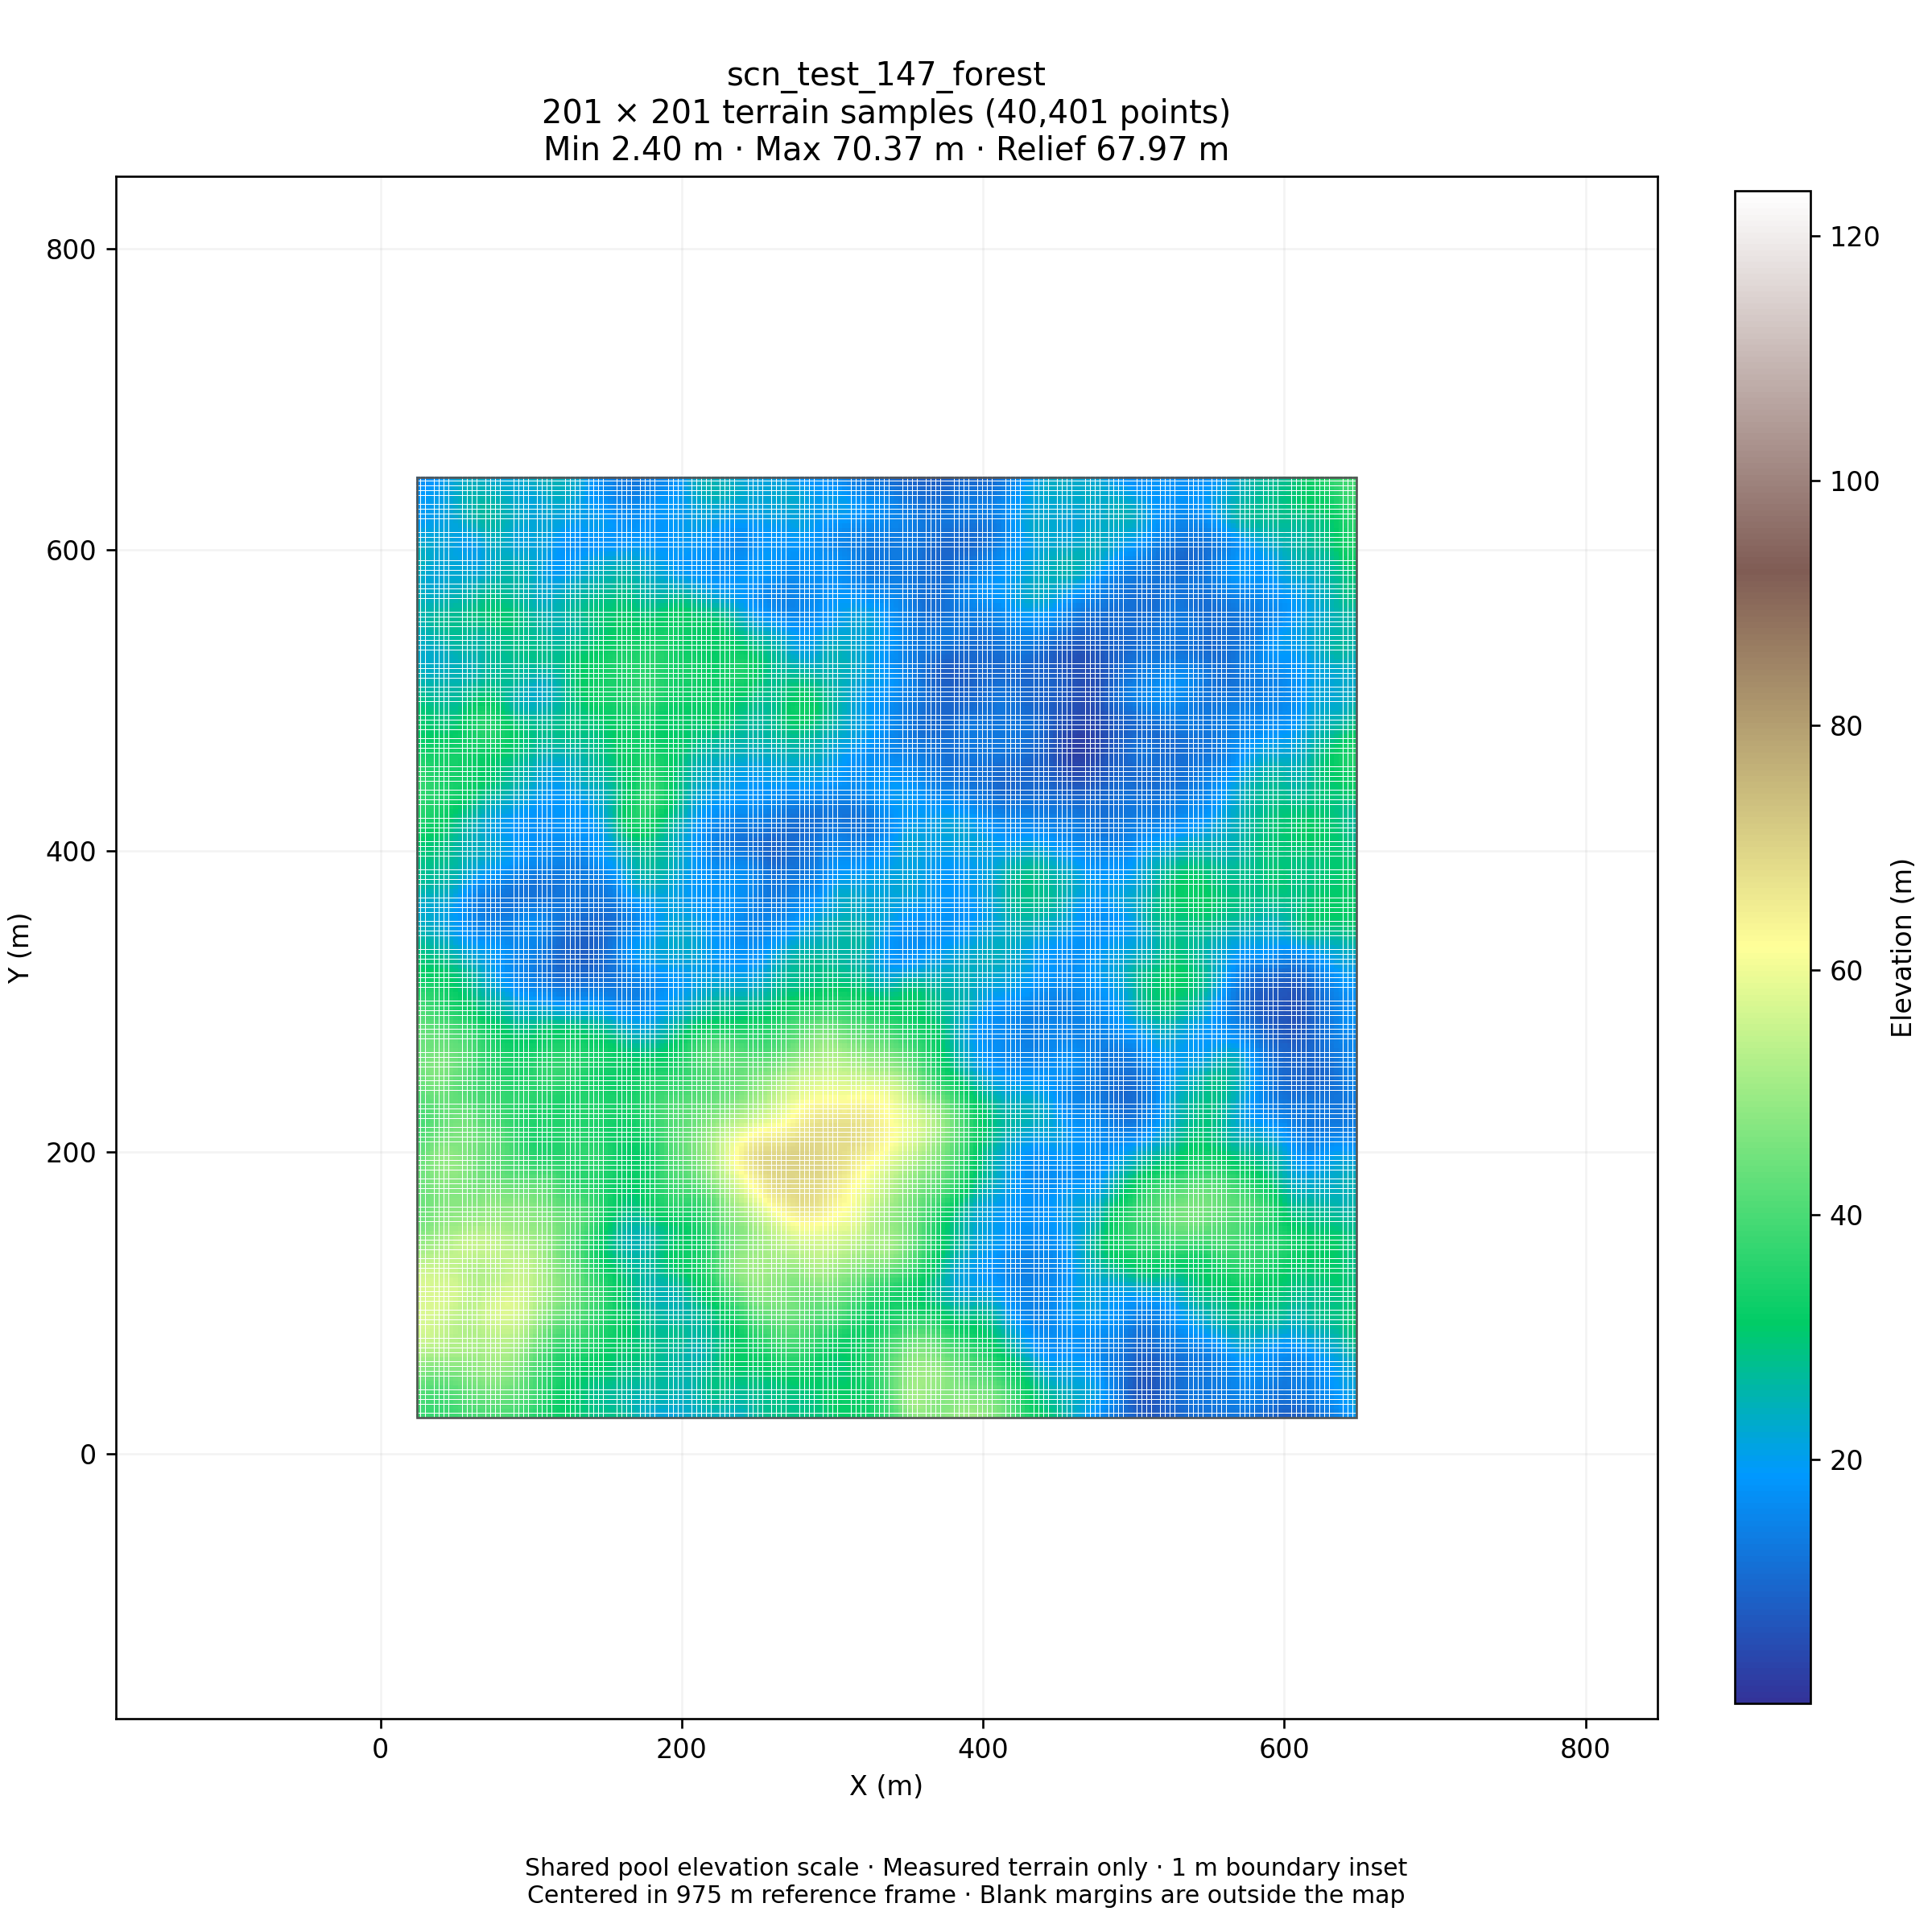 scn_test_147_forest
201 × 201 terrain samples (40,401 points)
Min 2.40 m · Max 70.37 m · Relief 67.97 m
800
600
400
200
0
Y (m)
0
200
400
600
800
X (m)
120
100
80
60
40
20
Elevation (m)
Shared pool elevation scale · Measured terrain only · 1 m boundary inset
Centered in 975 m reference frame · Blank margins are outside the map